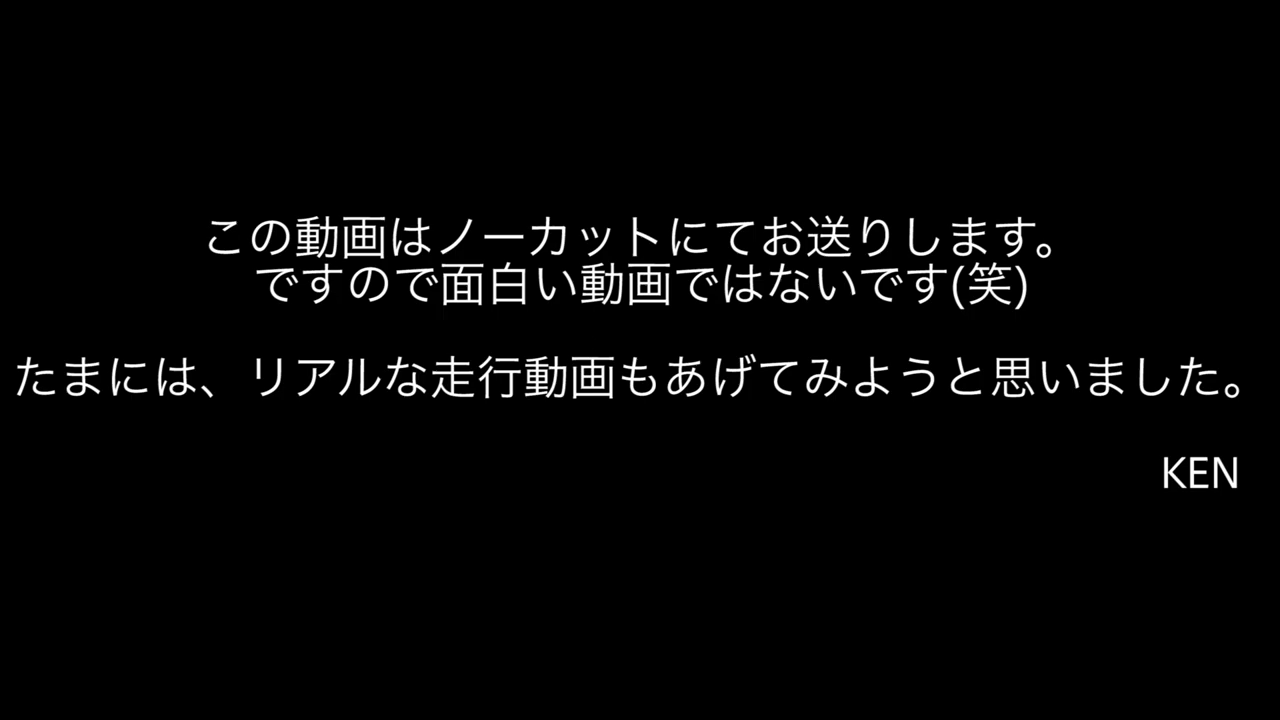 この動画はノーカットにてお送りします。
ですので面白い動画ではないです(笑)
たまには、リアルな走行動画もあげてみようと思いました。
KEN